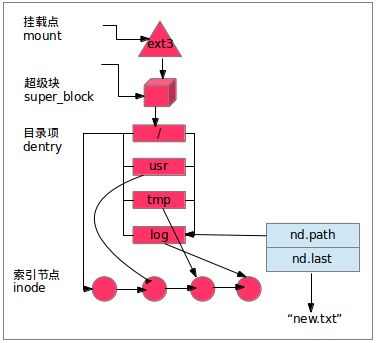 挂载点
mount
ext3
超级块
super_block
目录项
dentry
/
usr
tmp
log
nd.path
nd.last
索引节点
inode
“new.txt”